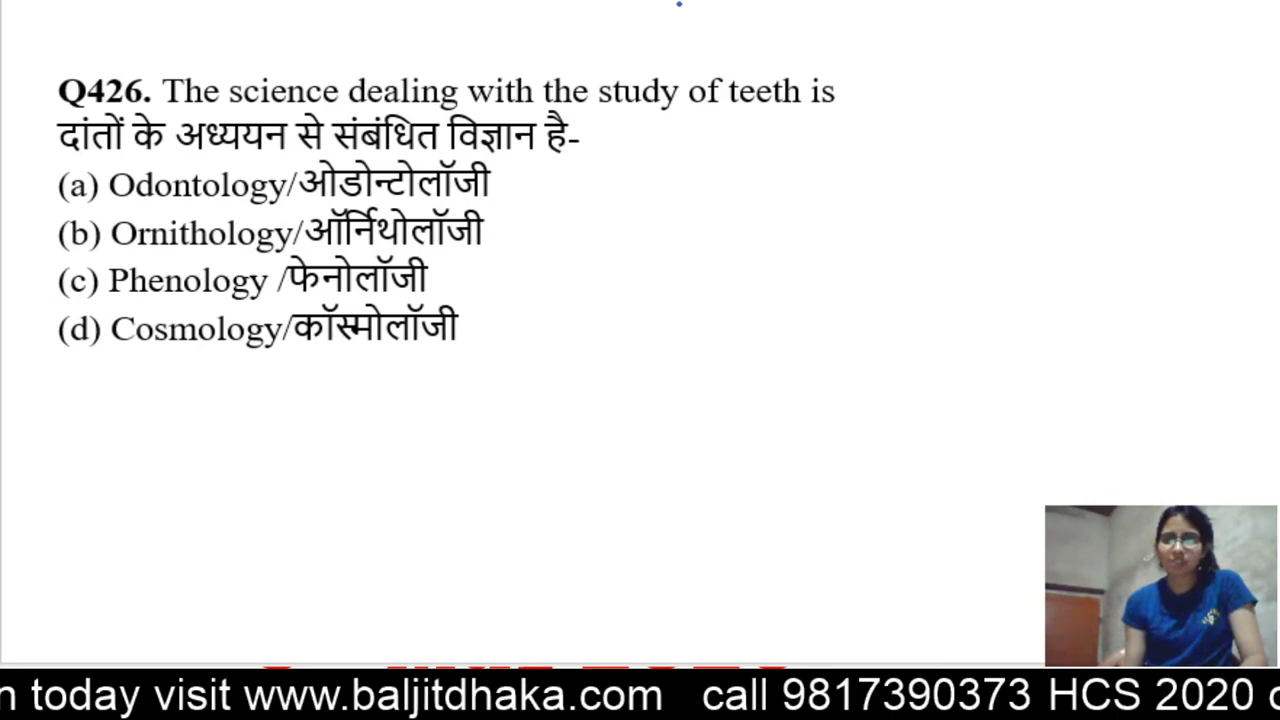 Q426. The science dealing with the study of teeth is
दांतों के अध्ययन से संबंधित विज्ञान है-
(a) Odontology/ओडोन्टोलॉजी
(b) Ornithology/ऑर्निथोलॉजी
(c) Phenology /फेनोलॉजी
(d) Cosmology/कॉस्मोलॉजी
today visit www.baljitdhaka.com call 9817390373 HCS 2020